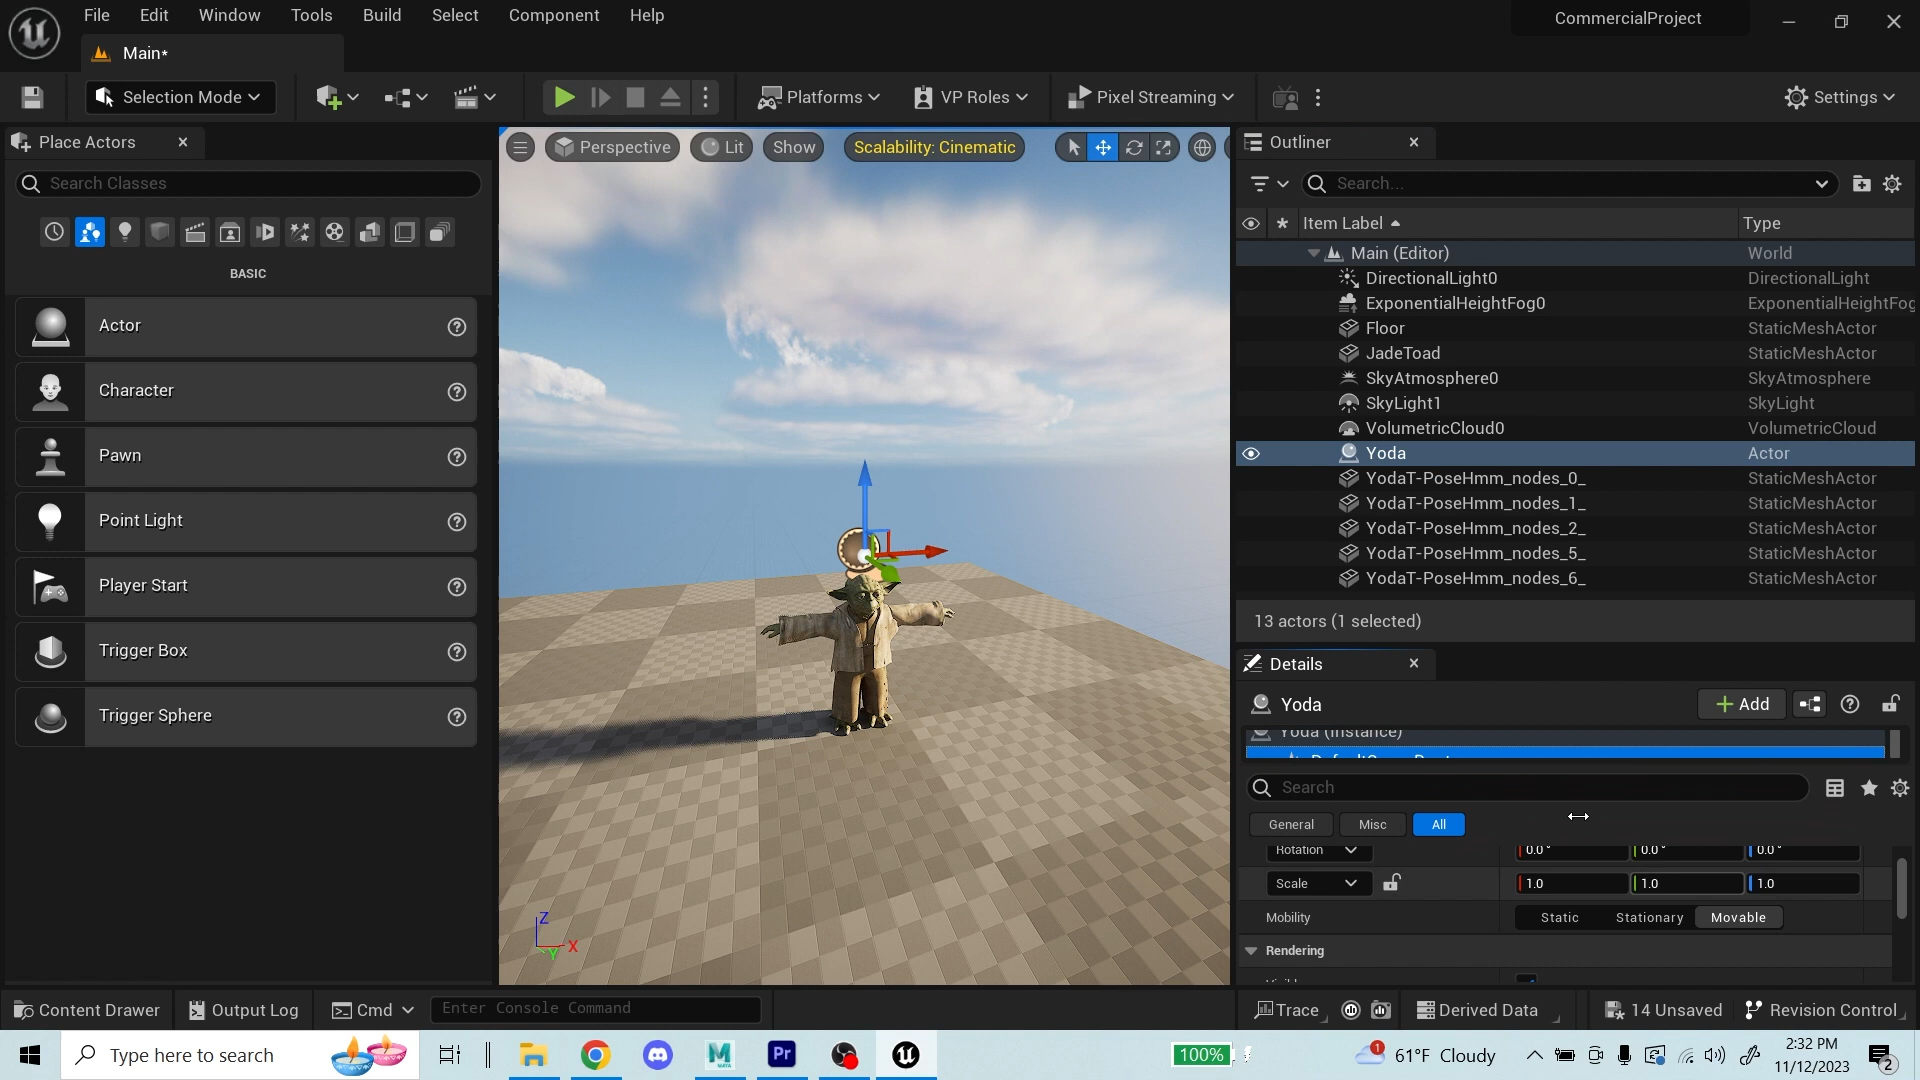 File Edit Window Tools Build Select Component Help
CommercialProject
Main*
Selection Mode
Platforms
VP Roles
Pixel Streaming
Settings
Place Actors
Search Classes
BASIC
Actor
Character
Pawn
Point Light
Player Start
Trigger Box
Trigger Sphere
Perspective
Lit
Show
Scalability: Cinematic
Z
X
Y
Outliner
Search...
Item Label
Type
Main (Editor) World
DirectionalLight0 DirectionalLight
ExponentialHeightFog0 ExponentialHeightFog
Floor StaticMeshActor
JadeToad StaticMeshActor
SkyAtmosphere0 SkyAtmosphere
SkyLight1 SkyLight
VolumetricCloud0 VolumetricCloud
Yoda Actor
YodaT-PoseHmm_nodes_0_ StaticMeshActor
YodaT-PoseHmm_nodes_1_ StaticMeshActor
YodaT-PoseHmm_nodes_2_ StaticMeshActor
YodaT-PoseHmm_nodes_5_ StaticMeshActor
YodaT-PoseHmm_nodes_6_ StaticMeshActor
13 actors (1 selected)
Details
Yoda
Add
Yoda (Instance)
Search
General Misc All
Rotation 0.0° 0.0° 0.0°
Scale 1.0 1.0 1.0
Mobility Static Stationary Movable
Rendering
Content Drawer
Output Log
Cmd
Enter Console Command
Trace
Derived Data
14 Unsaved
Revision Control
Type here to search
Pr
100%
1
61°F Cloudy
2:32 PM
11/12/2023
2